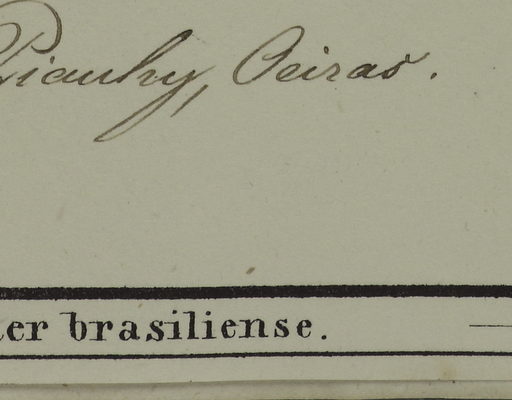 Piauhy, Oeiras.
ter brasiliense.